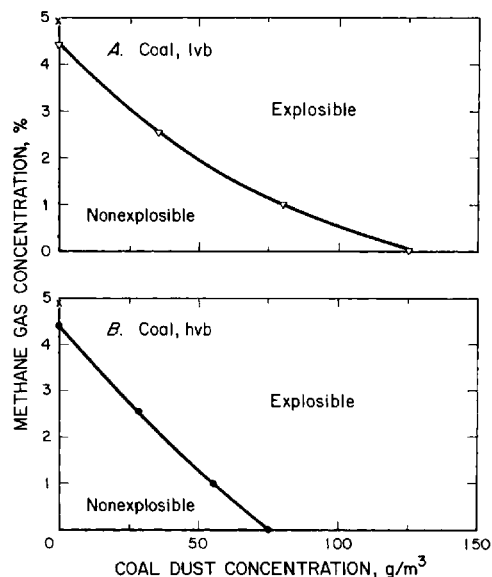 5
A. Coal, lvb
4
Explosible
3
2
1
Nonexplosible
0
5
B. Coal, hvb
4
3
Explosible
2
1
Nonexplosible
0 50 100 150
METHANE GAS CONCENTRATION, %
COAL DUST CONCENTRATION, g/m³